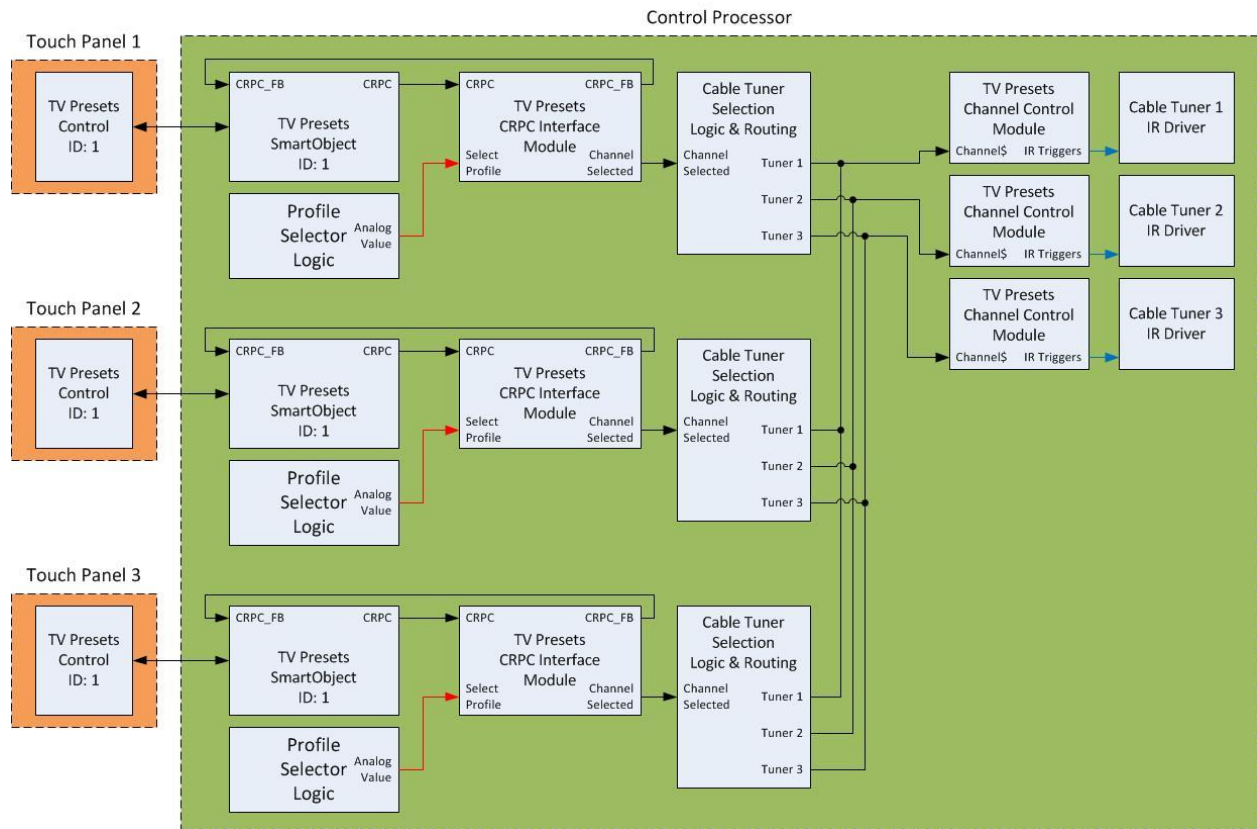 Control Processor
Touch Panel 1
TV Presets
Control
ID: 1
CRPC_FB
CRPC
TV Presets
SmartObject
ID: 1
CRPC
CRPC_FB
TV Presets
CRPC Interface
Module
Select
Profile
Channel
Selected
Profile
Selector
Logic
Analog
Value
Cable Tuner
Selection
Logic & Routing
Channel
Selected
Tuner 1
Tuner 2
Tuner 3
TV Presets
Channel Control
Module
Channel$
IR Triggers
Cable Tuner 1
IR Driver
TV Presets
Channel Control
Module
Channel$
IR Triggers
Cable Tuner 2
IR Driver
TV Presets
Channel Control
Module
Channel$
IR Triggers
Cable Tuner 3
IR Driver
Touch Panel 2
TV Presets
Control
ID: 1
CRPC_FB
CRPC
TV Presets
SmartObject
ID: 1
CRPC
CRPC_FB
TV Presets
CRPC Interface
Module
Select
Profile
Channel
Selected
Profile
Selector
Logic
Analog
Value
Cable Tuner
Selection
Logic & Routing
Channel
Selected
Tuner 1
Tuner 2
Tuner 3
Touch Panel 3
TV Presets
Control
ID: 1
CRPC_FB
CRPC
TV Presets
SmartObject
ID: 1
CRPC
CRPC_FB
TV Presets
CRPC Interface
Module
Select
Profile
Channel
Selected
Profile
Selector
Logic
Analog
Value
Cable Tuner
Selection
Logic & Routing
Channel
Selected
Tuner 1
Tuner 2
Tuner 3